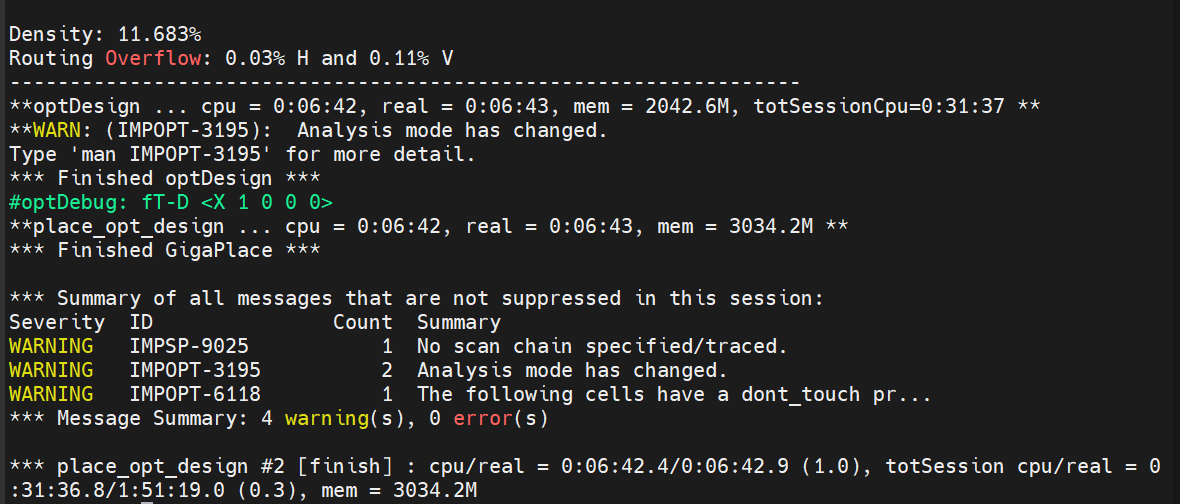 Density: 11.683%
Routing Overflow: 0.03% H and 0.11% V
------------------------------------------------------------------
**optDesign ... cpu = 0:06:42, real = 0:06:43, mem = 2042.6M, totSessionCpu=0:31:37 **
**WARN: (IMPOPT-3195):  Analysis mode has changed.
Type 'man IMPOPT-3195' for more detail.
*** Finished optDesign ***
#optDebug: fT-D <X 1 0 0 0>
**place_opt_design ... cpu = 0:06:42, real = 0:06:43, mem = 3034.2M **
*** Finished GigaPlace ***
*** Summary of all messages that are not suppressed in this session:
Severity  ID               Count  Summary
WARNING   IMPSP-9025           1  No scan chain specified/traced.
WARNING   IMPOPT-3195          2  Analysis mode has changed.
WARNING   IMPOPT-6118          1  The following cells have a dont_touch pr...
*** Message Summary: 4 warning(s), 0 error(s)
*** place_opt_design #2 [finish] : cpu/real = 0:06:42.4/0:06:42.9 (1.0), totSession cpu/real = 0
:31:36.8/1:51:19.0 (0.3), mem = 3034.2M